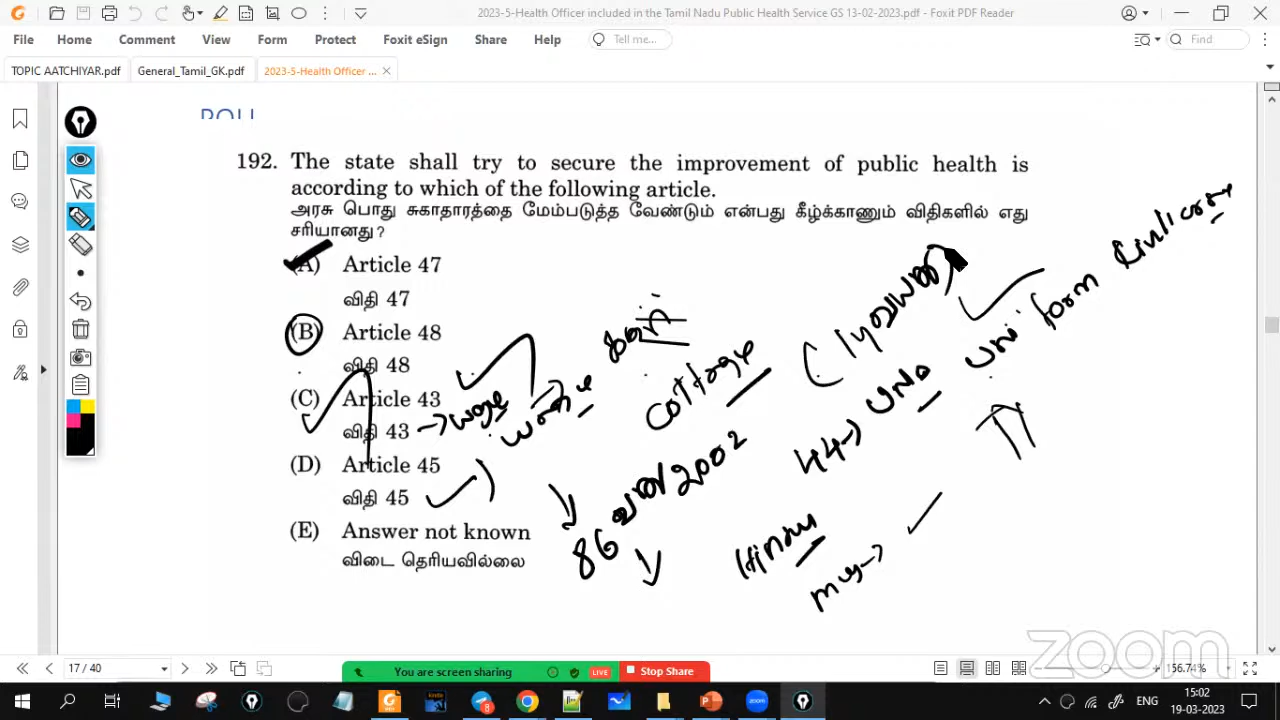 2023-5-Health Officer included in the Tamil Nadu Public Health Service GS 13-02-2023.pdf - Foxit PDF Reader
File Home Comment View Form Protect Foxit eSign Share Help Tell me... Find
TOPIC AATCHIYAR.pdf General_Tamil_GK.pdf 2023-5-Health Officer ...
192. The state shall try to secure the improvement of public health is
according to which of the following article.
அரசு பொது சுகாதாரத்தை மேம்படுத்த வேண்டும் என்பது கீழ்க்காணும் விதிகளில் எது
சரியானது?
(A) Article 47
விதி 47
(B) Article 48
விதி 48
(C) Article 43
விதி 43
(D) Article 45
விதி 45
(E) Answer not known
விடை தெரியவில்லை
wage
cottage
2002
86
44
uniform
Hindu
zoom
17 / 40
You are screen sharing LIVE Stop Share
156.74%
ENG
15:02
19-03-2023